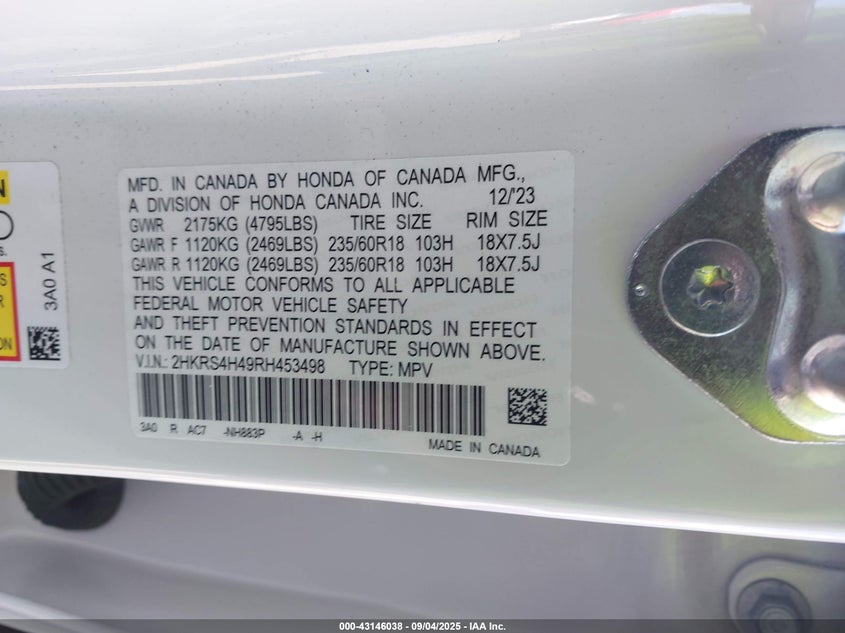 N
s.
S
R
ON
3A0 A1
MFD. IN CANADA BY HONDA OF CANADA MFG.,
A DIVISION OF HONDA CANADA INC. 12/'23
GVWR 2175KG (4795LBS) TIRE SIZE RIM SIZE
GAWR F 1120KG (2469LBS) 235/60R18 103H 18X7.5J
GAWR R 1120KG (2469LBS) 235/60R18 103H 18X7.5J
THIS VEHICLE CONFORMS TO ALL APPLICABLE
FEDERAL MOTOR VEHICLE SAFETY
AND THEFT PREVENTION STANDARDS IN EFFECT
ON THE DATE OF MANUFACTURE SHOWN ABOVE.
V.I.N.: 2HKRS4H49RH453498 TYPE: MPV
3A0 R AC7 -NH883P -A -H
MADE IN CANADA
000-43146038 - 09/04/2025 - IAA Inc.